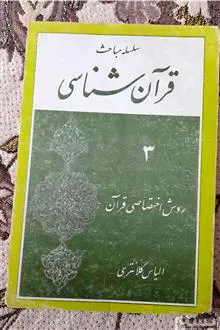 سلسله مباحث
قرآن شناسی
۳
روش اختصاصی قرآن
الیاس کلانتری